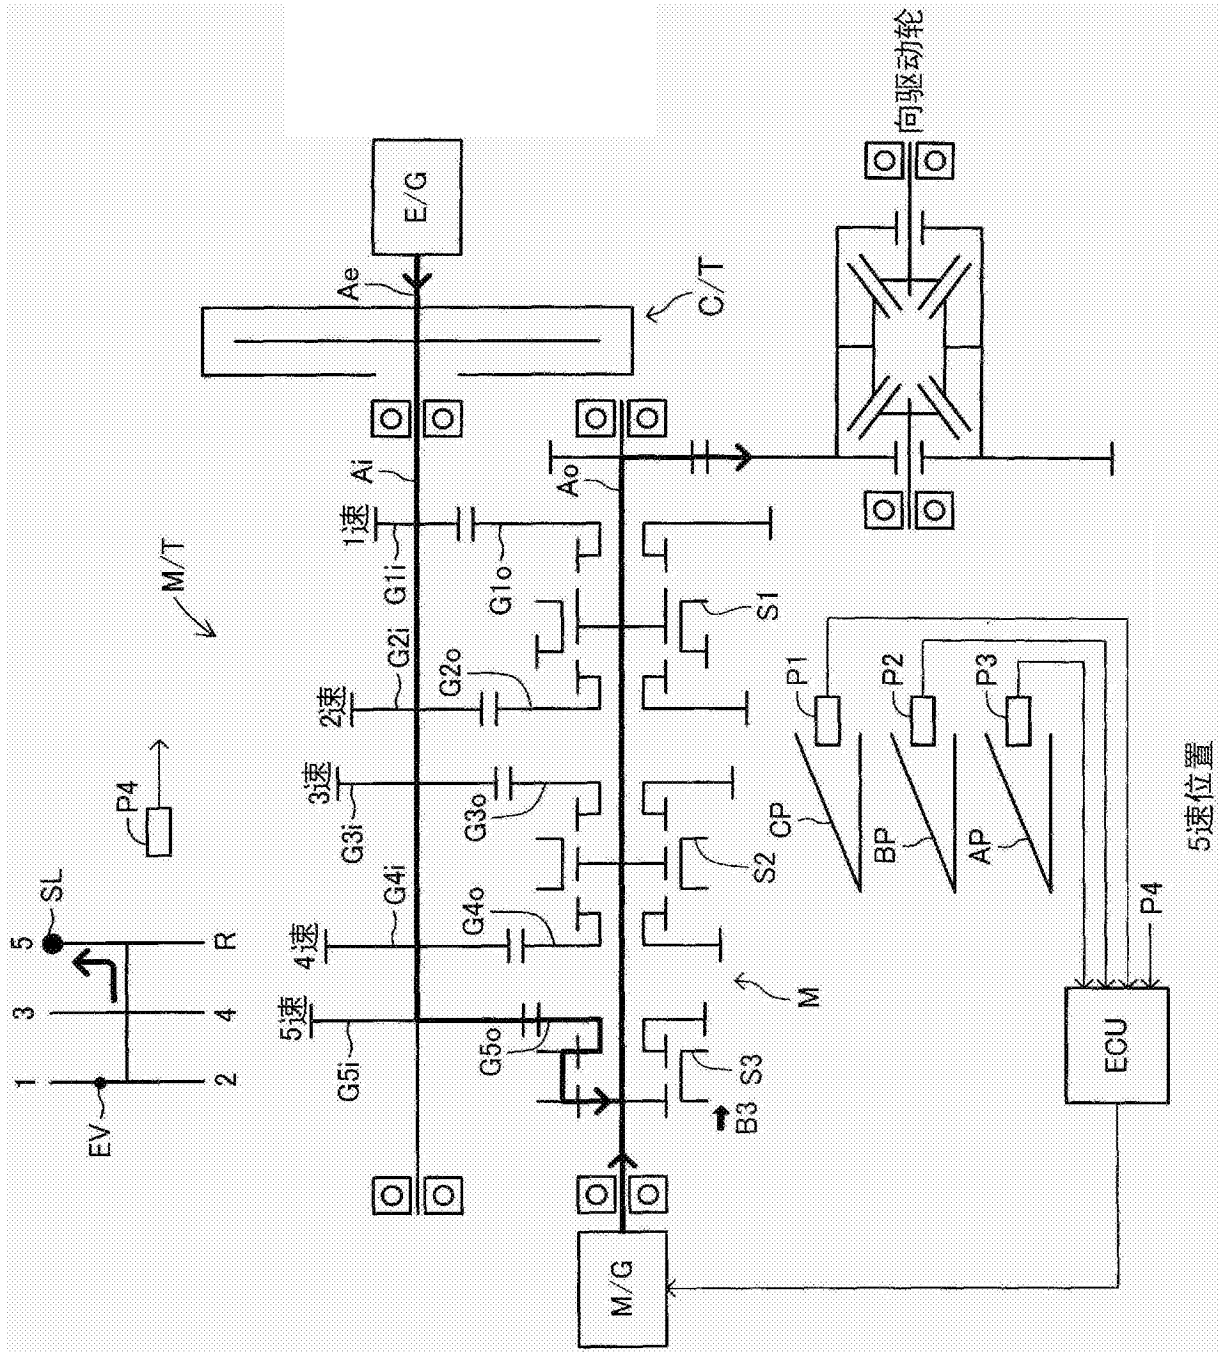 向驱动轮
E/G
Ae
C/T
Ai
Ao
M/T
1速
G1i
G1o
S1
2速
G2i
G2o
3速
G3i
G3o
S2
4速
G4i
G4o
M
5速
G5i
G5o
S3
B3
M/G
P4
SL
5
R
3
4
1
2
EV
P1
P2
P3
CP
BP
AP
P4
ECU
5速位置